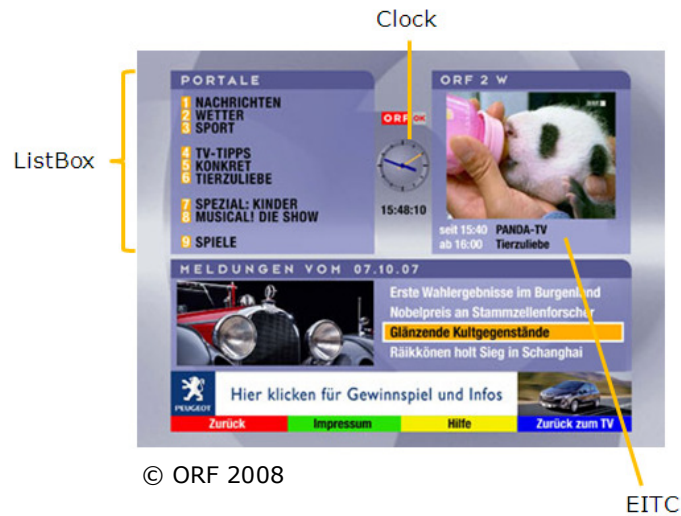 Clock
ListBox
PORTALE
1 NACHRICHTEN
2 WETTER
3 SPORT
4 TV-TIPPS
5 KONKRET
6 TIERZULIEBE
7 SPEZIAL: KINDER
8 MUSICAL! DIE SHOW
9 SPIELE
ORF OK
15:48:10
ORF 2 W
seit 15:40 PANDA-TV
ab 16:00 Tierzuliebe
MELDUNGEN VOM 07.10.07
Erste Wahlergebnisse im Burgenland
Nobelpreis an Stammzellenforscher
Glänzende Kultgegenstände
Räikkönen holt Sieg in Schanghai
PEUGEOT
Hier klicken für Gewinnspiel und Infos
Zurück
Impressum
Hilfe
Zurück zum TV
© ORF 2008
EITC